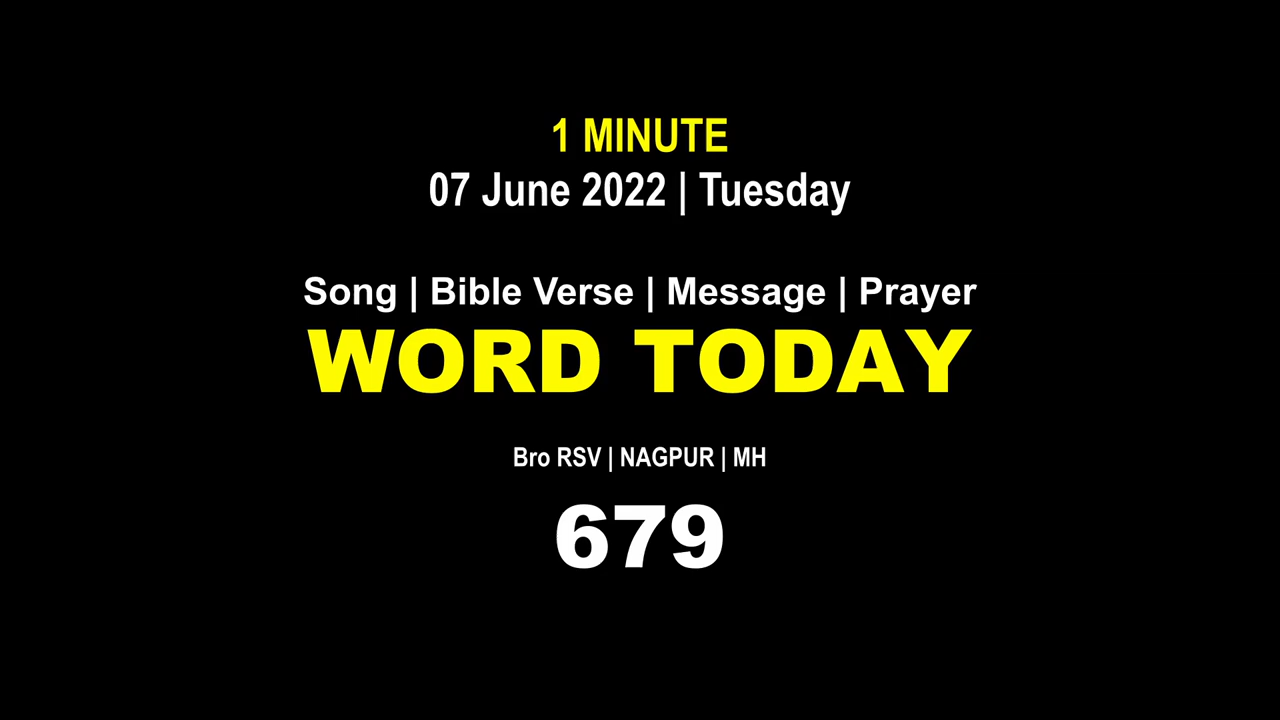 1 MINUTE
07 June 2022 | Tuesday
Song | Bible Verse | Message | Prayer
WORD TODAY
Bro RSV | NAGPUR | MH
679